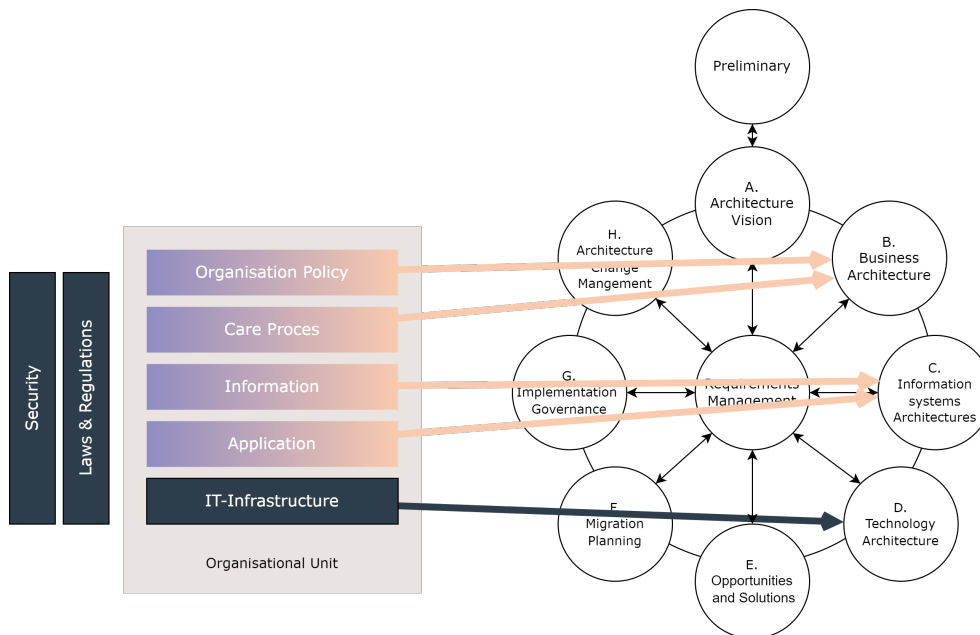 Preliminary
A.
Architecture
Vision
H.
Architecture
Change
Mangement
B.
Business
Architecture
Organisation Policy
Care Proces
Information
Application
IT-Infrastructure
Organisational Unit
Security
Laws & Regulations
G.
Implementation
Governance
Requirements
Management
C.
Information
systems
Architectures
F.
Migration
Planning
D.
Technology
Architecture
E.
Opportunities
and Solutions